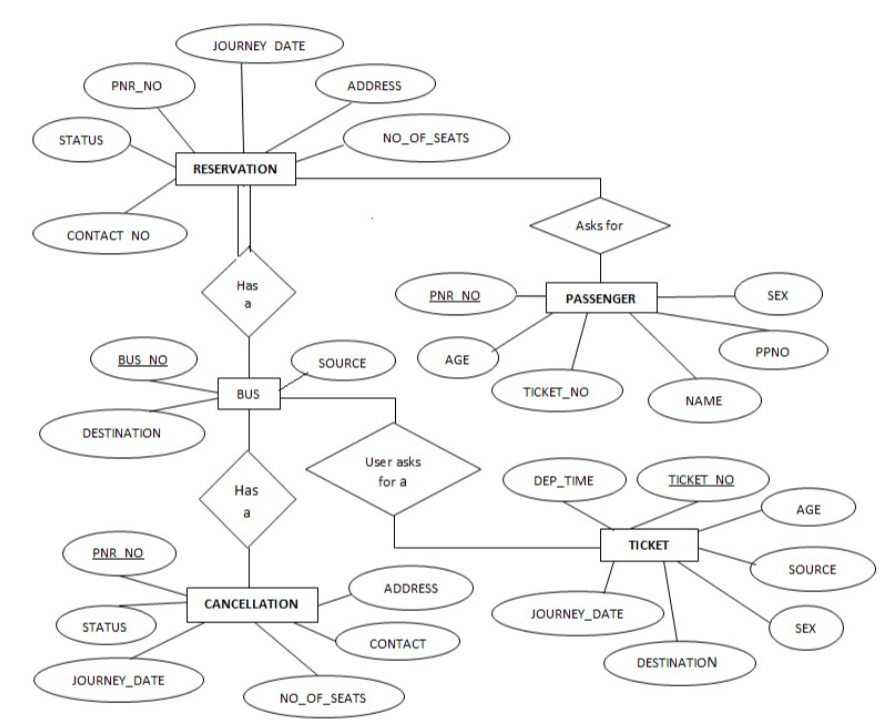 JOURNEY DATE
PNR_NO
ADDRESS
STATUS
NO_OF_SEATS
RESERVATION
CONTACT NO
Asks for
Has
a
PNR NO
PASSENGER
SEX
BUS NO
SOURCE
AGE
PPNO
BUS
TICKET_NO
NAME
DESTINATION
User asks
for a
DEP_TIME
TICKET NO
Has
a
AGE
PNR NO
TICKET
SOURCE
ADDRESS
CANCELLATION
JOURNEY_DATE
STATUS
CONTACT
SEX
DESTINATION
JOURNEY_DATE
NO_OF_SEATS